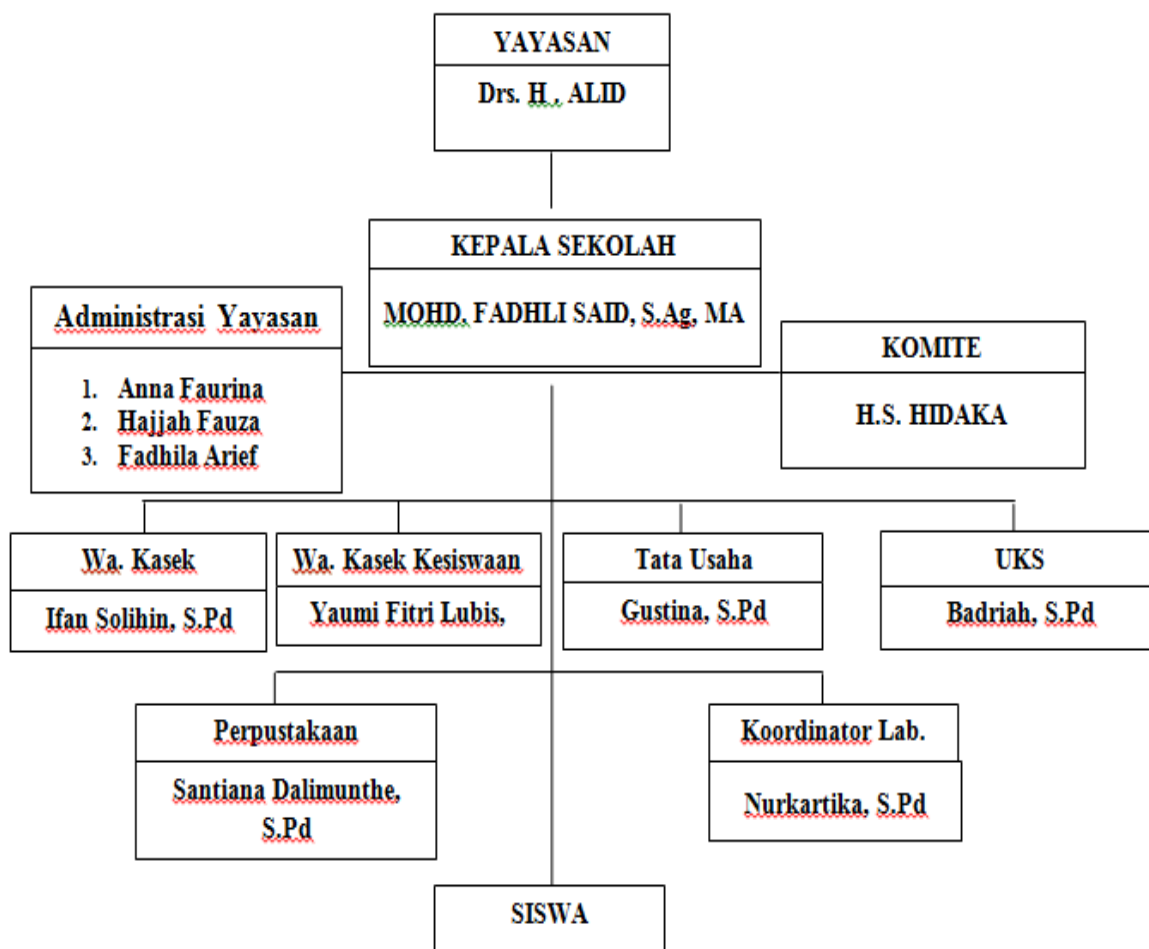 YAYASAN
Drs. H , ALID
KEPALA SEKOLAH
MOHD. FADHLI SAID, S.Ag, MA
Administrasi Yayasan
1. Anna Faurina
2. Hajjah Fauza
3. Fadhila Arief
KOMITE
H.S. HIDAKA
Wa. Kasek
Ifan Solihin, S.Pd
Wa. Kasek Kesiswaan
Yaumi Fitri Lubis,
Tata Usaha
Gustina, S.Pd
UKS
Badriah, S.Pd
Perpustakaan
Santiana Dalimunthe,
S.Pd
Koordinator Lab.
Nurkartika, S.Pd
SISWA